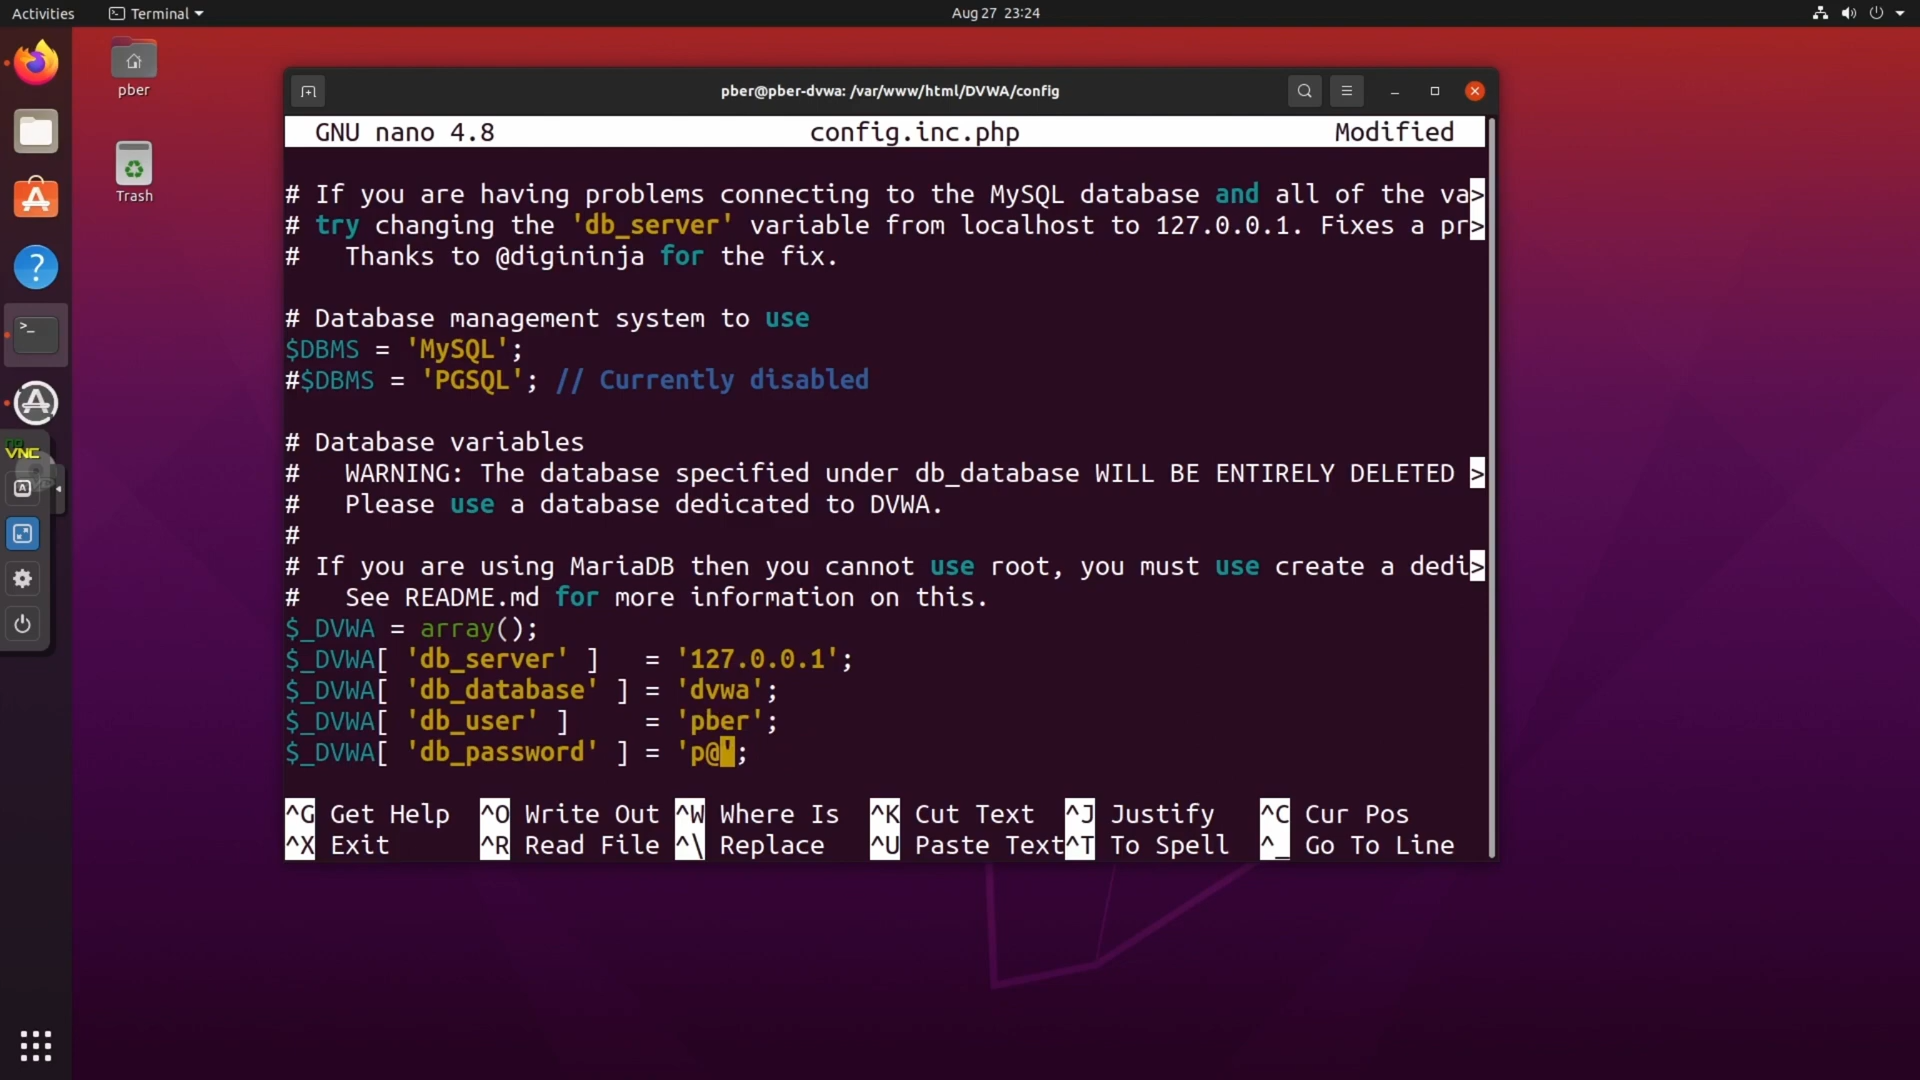 Activities
Terminal
Aug 27 23:24
pber
Trash
pber@pber-dvwa: /var/www/html/DVWA/config
GNU nano 4.8 config.inc.php Modified
# If you are having problems connecting to the MySQL database and all of the va>
# try changing the 'db_server' variable from localhost to 127.0.0.1. Fixes a pr>
#   Thanks to @digininja for the fix.
# Database management system to use
$DBMS = 'MySQL';
#$DBMS = 'PGSQL'; // Currently disabled
# Database variables
#   WARNING: The database specified under db_database WILL BE ENTIRELY DELETED >
#   Please use a database dedicated to DVWA.
#
# If you are using MariaDB then you cannot use root, you must use create a dedi>
#   See README.md for more information on this.
$_DVWA = array();
$_DVWA[ 'db_server' ]   = '127.0.0.1';
$_DVWA[ 'db_database' ] = 'dvwa';
$_DVWA[ 'db_user' ]     = 'pber';
$_DVWA[ 'db_password' ] = 'p@';
^G Get Help ^O Write Out ^W Where Is ^K Cut Text ^J Justify ^C Cur Pos
^X Exit ^R Read File ^\ Replace ^U Paste Text ^T To Spell ^_ Go To Line
no
VNC